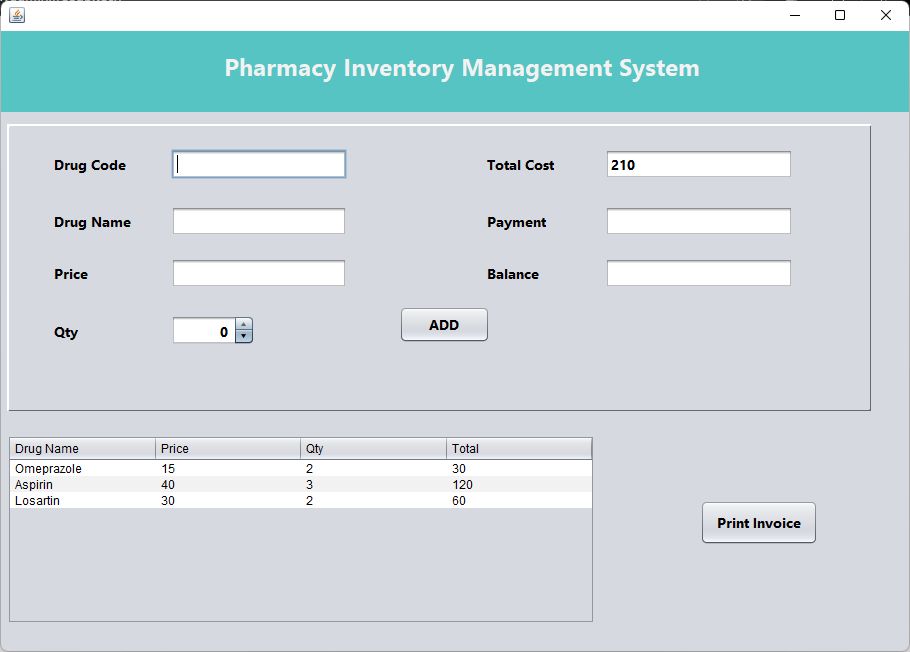 Pharmacy Inventory Management System
Drug Code
Total Cost 210
Drug Name
Payment
Price
Balance
Qty 0
ADD
Drug Name Price Qty Total
Omeprazole 15 2 30
Aspirin 40 3 120
Losartin 30 2 60
Print Invoice